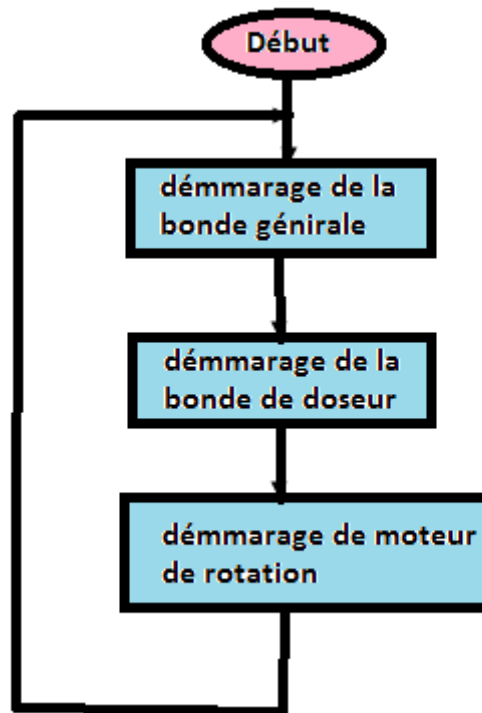 Début
démmarage de la
bonde génirale
démmarage de la
bonde de doseur
démmarage de moteur
de rotation